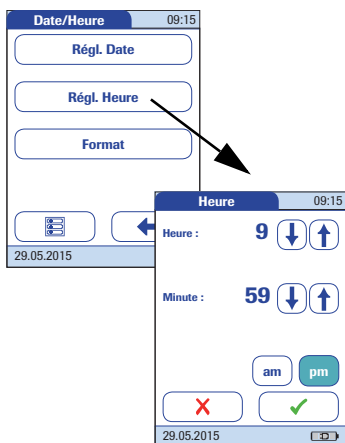 Date/Heure 09:15
Régl. Date
Régl. Heure
Format
29.05.2015
Heure 09:15
Heure : 9
Minute : 59
am pm
29.05.2015